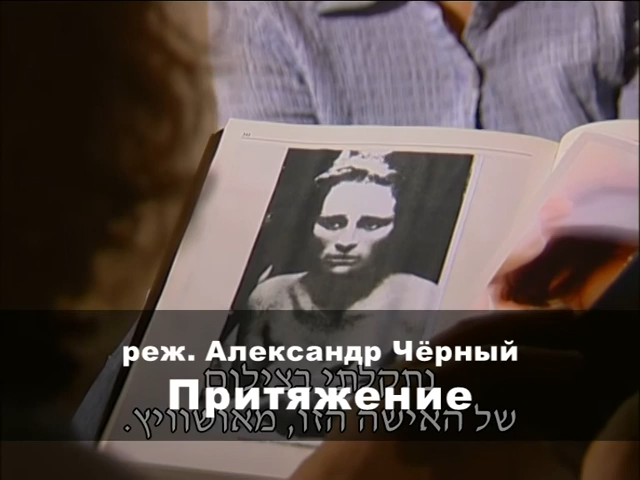 реж. Александр Чёрный
נתקלתי בצילום
Притяжение
של האישה הזו, מאושוויץ.